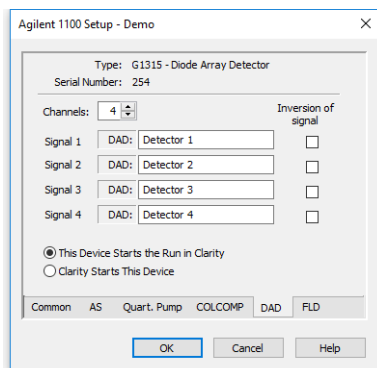 Agilent 1100 Setup - Demo
Type: G1315 - Diode Array Detector
Serial Number: 254
Channels: 4
Inversion of
signal
Signal 1 DAD: Detector 1
Signal 2 DAD: Detector 2
Signal 3 DAD: Detector 3
Signal 4 DAD: Detector 4
This Device Starts the Run in Clarity
Clarity Starts This Device
Common AS Quart. Pump COLCOMP DAD FLD
OK Cancel Help